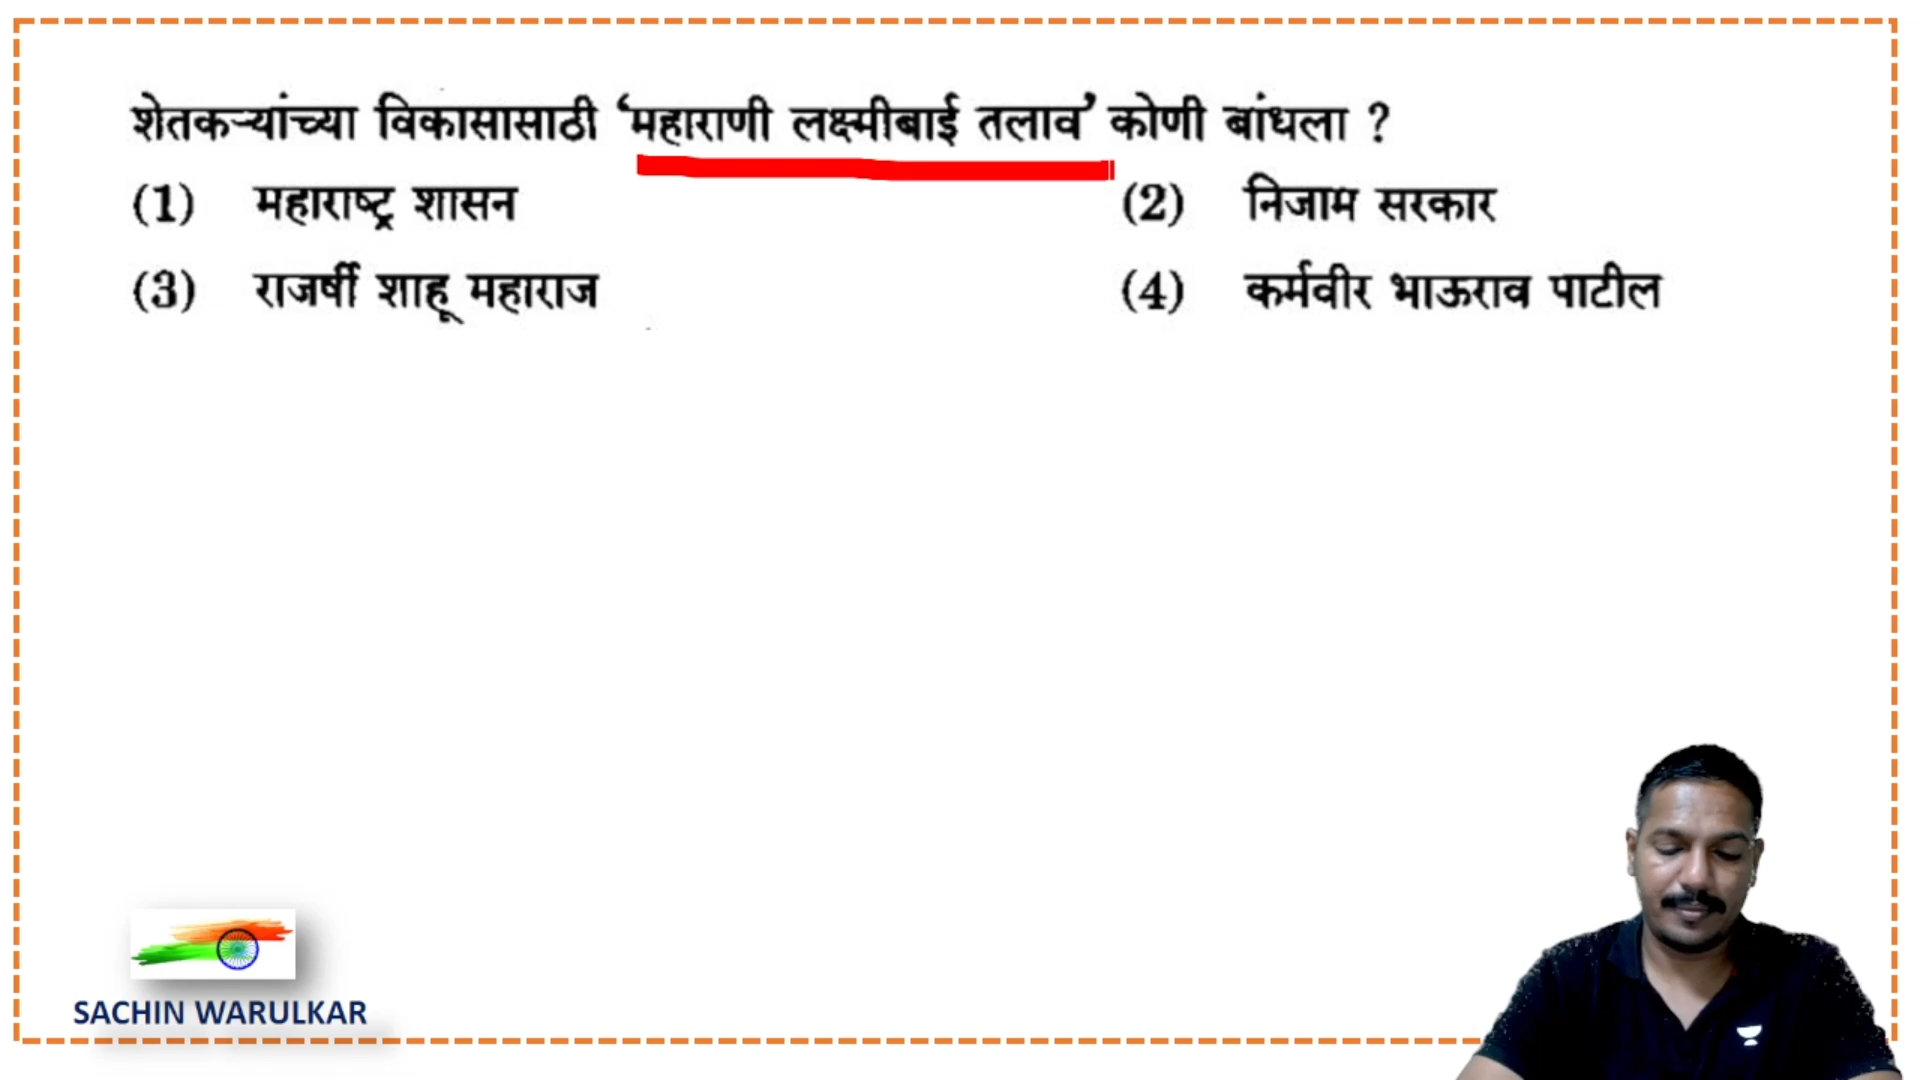 शेतकऱ्यांच्या विकासासाठी ‘महाराणी लक्ष्मीबाई तलाव’ कोणी बांधला ?
(1) महाराष्ट्र शासन (2) निजाम सरकार
(3) राजर्षी शाहू महाराज (4) कर्मवीर भाऊराव पाटील
SACHIN WARULKAR